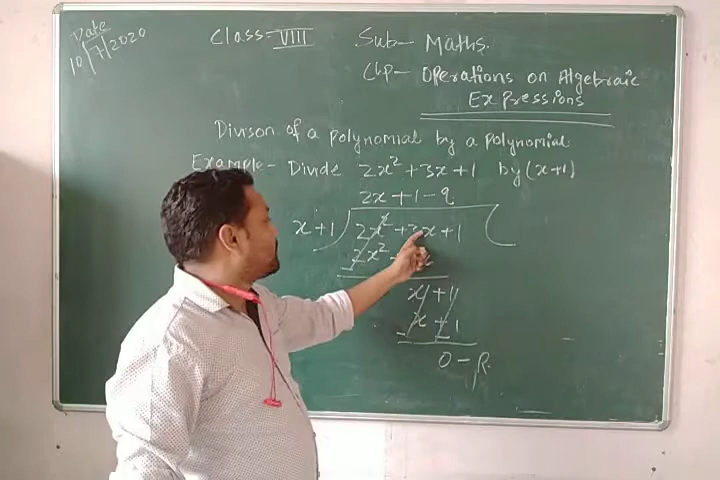 Date
10/7/2020
Class- VIII
Sub- Maths.
Chp- Operations on Algebraic
Expressions
Divison of a polynomial by a polynomial
Example- Divide 2x² +3x+1 by (x+1)
2x+1-q
x+1 2x² +3x+1
2x²
x+1
x+1
0-R.